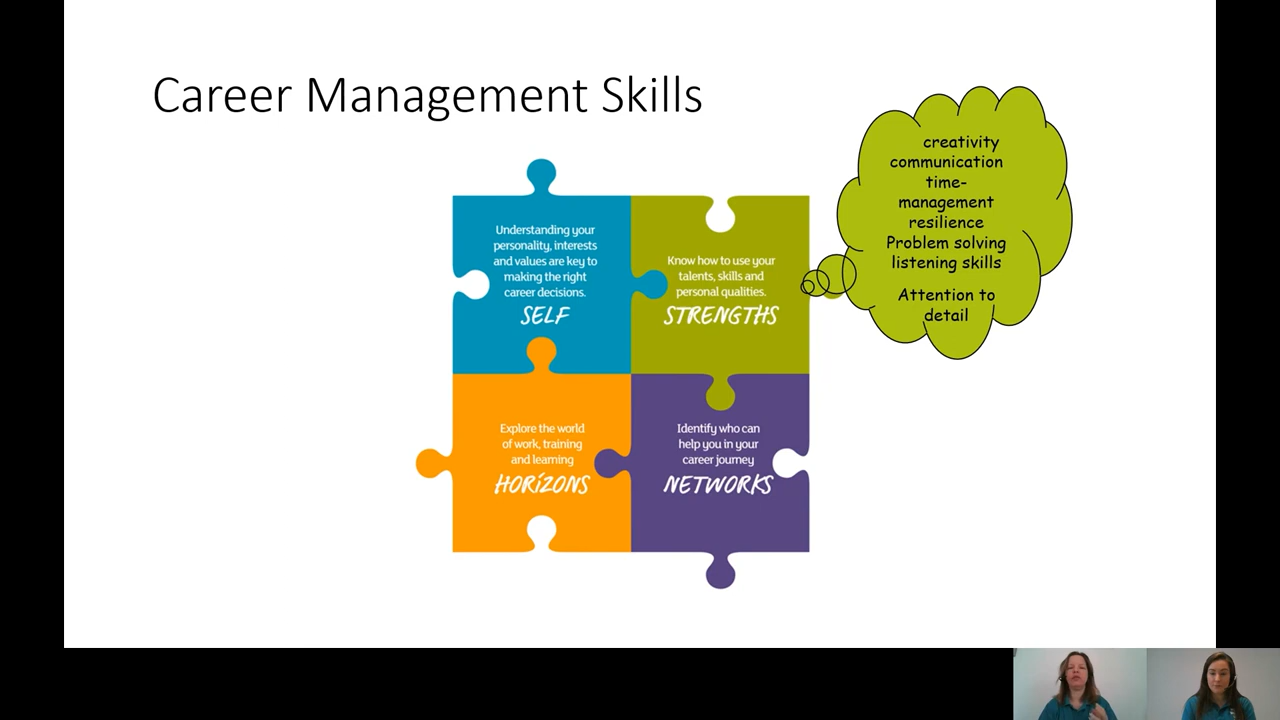 Career Management Skills
Understanding your
personality, interests
and values are key to
making the right
career decisions.
SELF
Know how to use your
talents, skills and
personal qualities.
STRENGTHS
creativity
communication
time-
management
resilience
Problem solving
listening skills
Attention to
detail
Explore the world
of work, training
and learning
HORiZONS
Identify who can
help you in your
career journey
NETWORKS